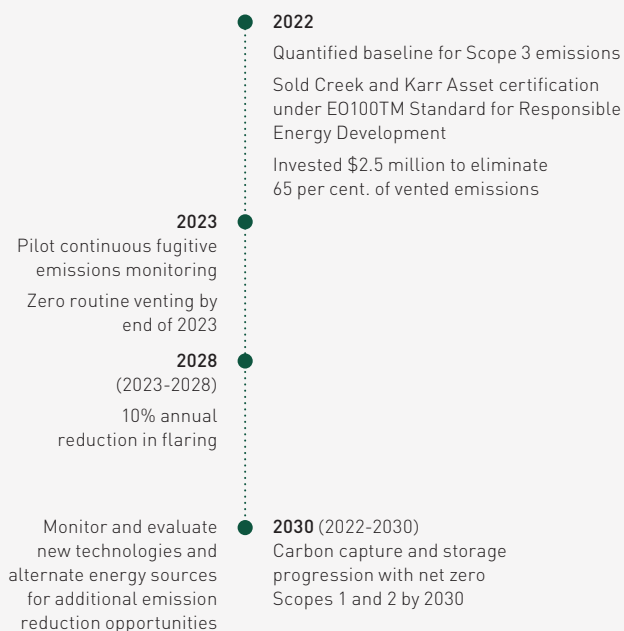 2022
Quantified baseline for Scope 3 emissions
Sold Creek and Karr Asset certification
under EO100TM Standard for Responsible
Energy Development
Invested $2.5 million to eliminate
65 per cent. of vented emissions
2023
Pilot continuous fugitive
emissions monitoring
Zero routine venting by
end of 2023
2028
(2023-2028)
10% annual
reduction in flaring
Monitor and evaluate
new technologies and
alternate energy sources
for additional emission
reduction opportunities
2030 (2022-2030)
Carbon capture and storage
progression with net zero
Scopes 1 and 2 by 2030